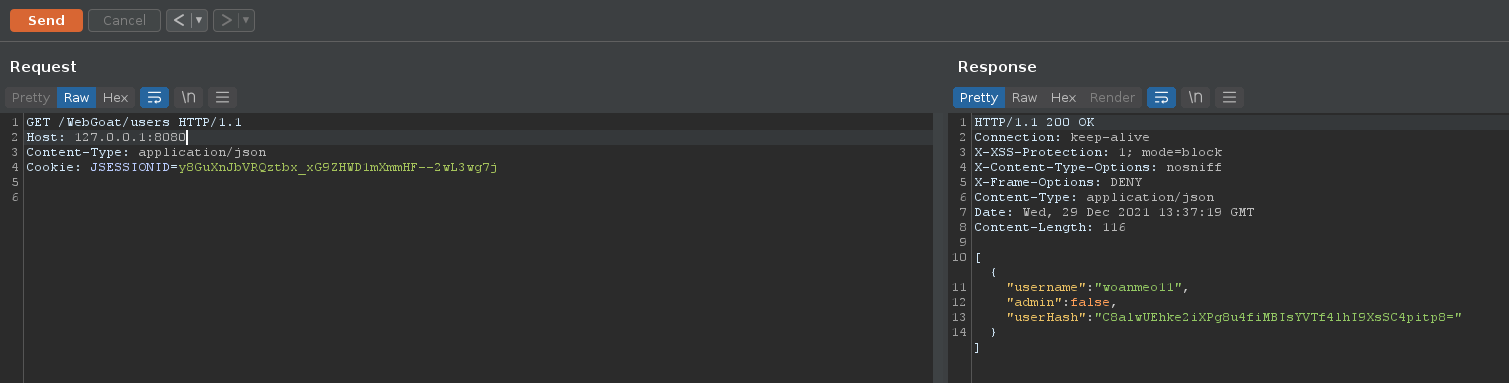 Send Cancel < ▼ > ▼
Request
Pretty Raw Hex \n
1 GET /WebGoat/users HTTP/1.1
2 Host: 127.0.0.1:8080
3 Content-Type: application/json
4 Cookie: JSESSIONID=y8GuXnJbVRQztbx_xG9ZHWD1mXmmHF--2wL3wg7j
5
6
Response
Pretty Raw Hex Render \n
1 HTTP/1.1 200 OK
2 Connection: keep-alive
3 X-XSS-Protection: 1; mode=block
4 X-Content-Type-Options: nosniff
5 X-Frame-Options: DENY
6 Content-Type: application/json
7 Date: Wed, 29 Dec 2021 13:37:19 GMT
8 Content-Length: 116
9
10 [
{
11 "username":"woanmeo11",
12 "admin":false,
13 "userHash":"C8alwUEhke2iXPg8u4fiMBIsYVTf4lhI9XsSC4pitp8="
14 }
]